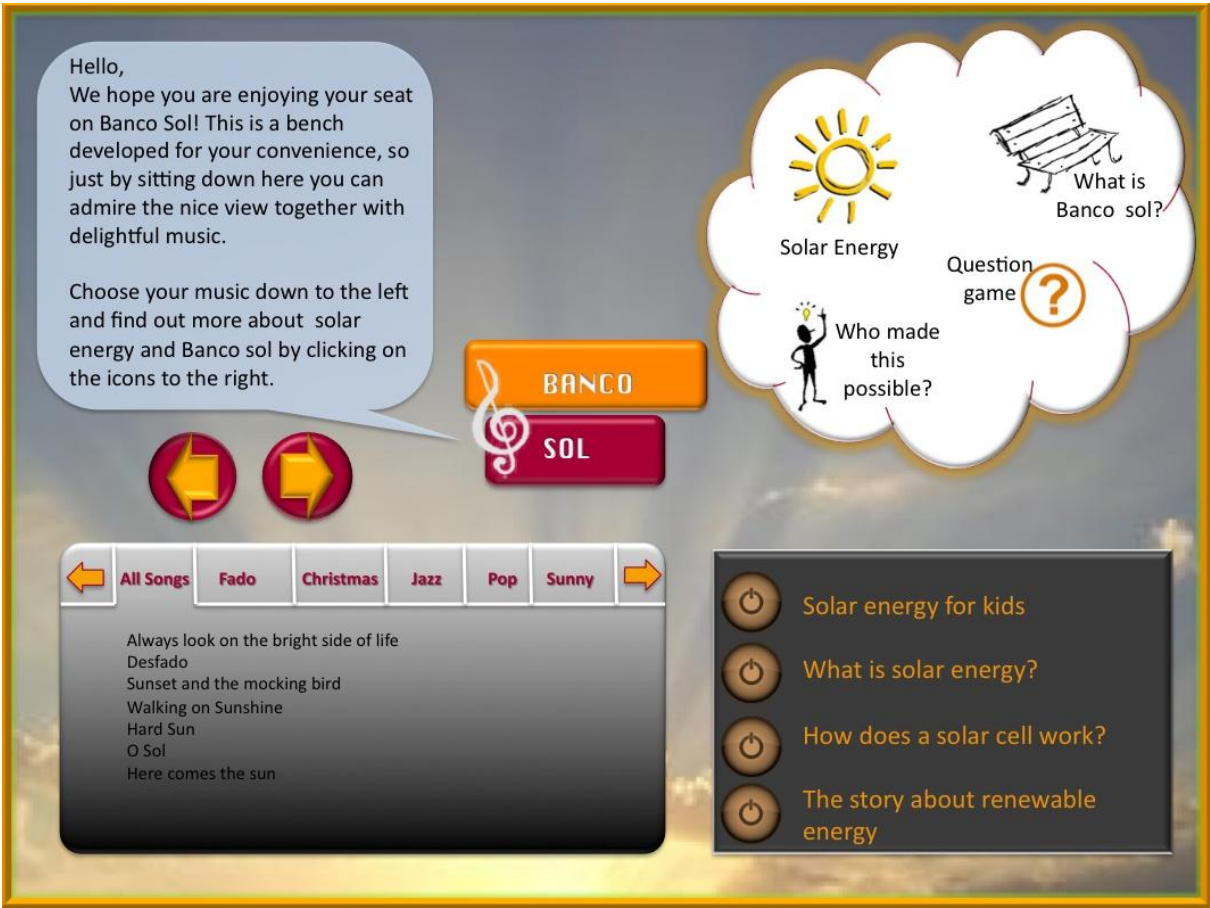 Hello,
We hope you are enjoying your seat
on Banco Sol! This is a bench
developed for your convenience, so
just by sitting down here you can
admire the nice view together with
delightful music.
Choose your music down to the left
and find out more about solar
energy and Banco sol by clicking on
the icons to the right.
BANCO
SOL
Solar Energy
What is
Banco sol?
Question
game
?
Who made
this
possible?
All Songs Fado Christmas Jazz Pop Sunny
Always look on the bright side of life
Desfado
Sunset and the mocking bird
Walking on Sunshine
Hard Sun
O Sol
Here comes the sun
Solar energy for kids
What is solar energy?
How does a solar cell work?
The story about renewable
energy